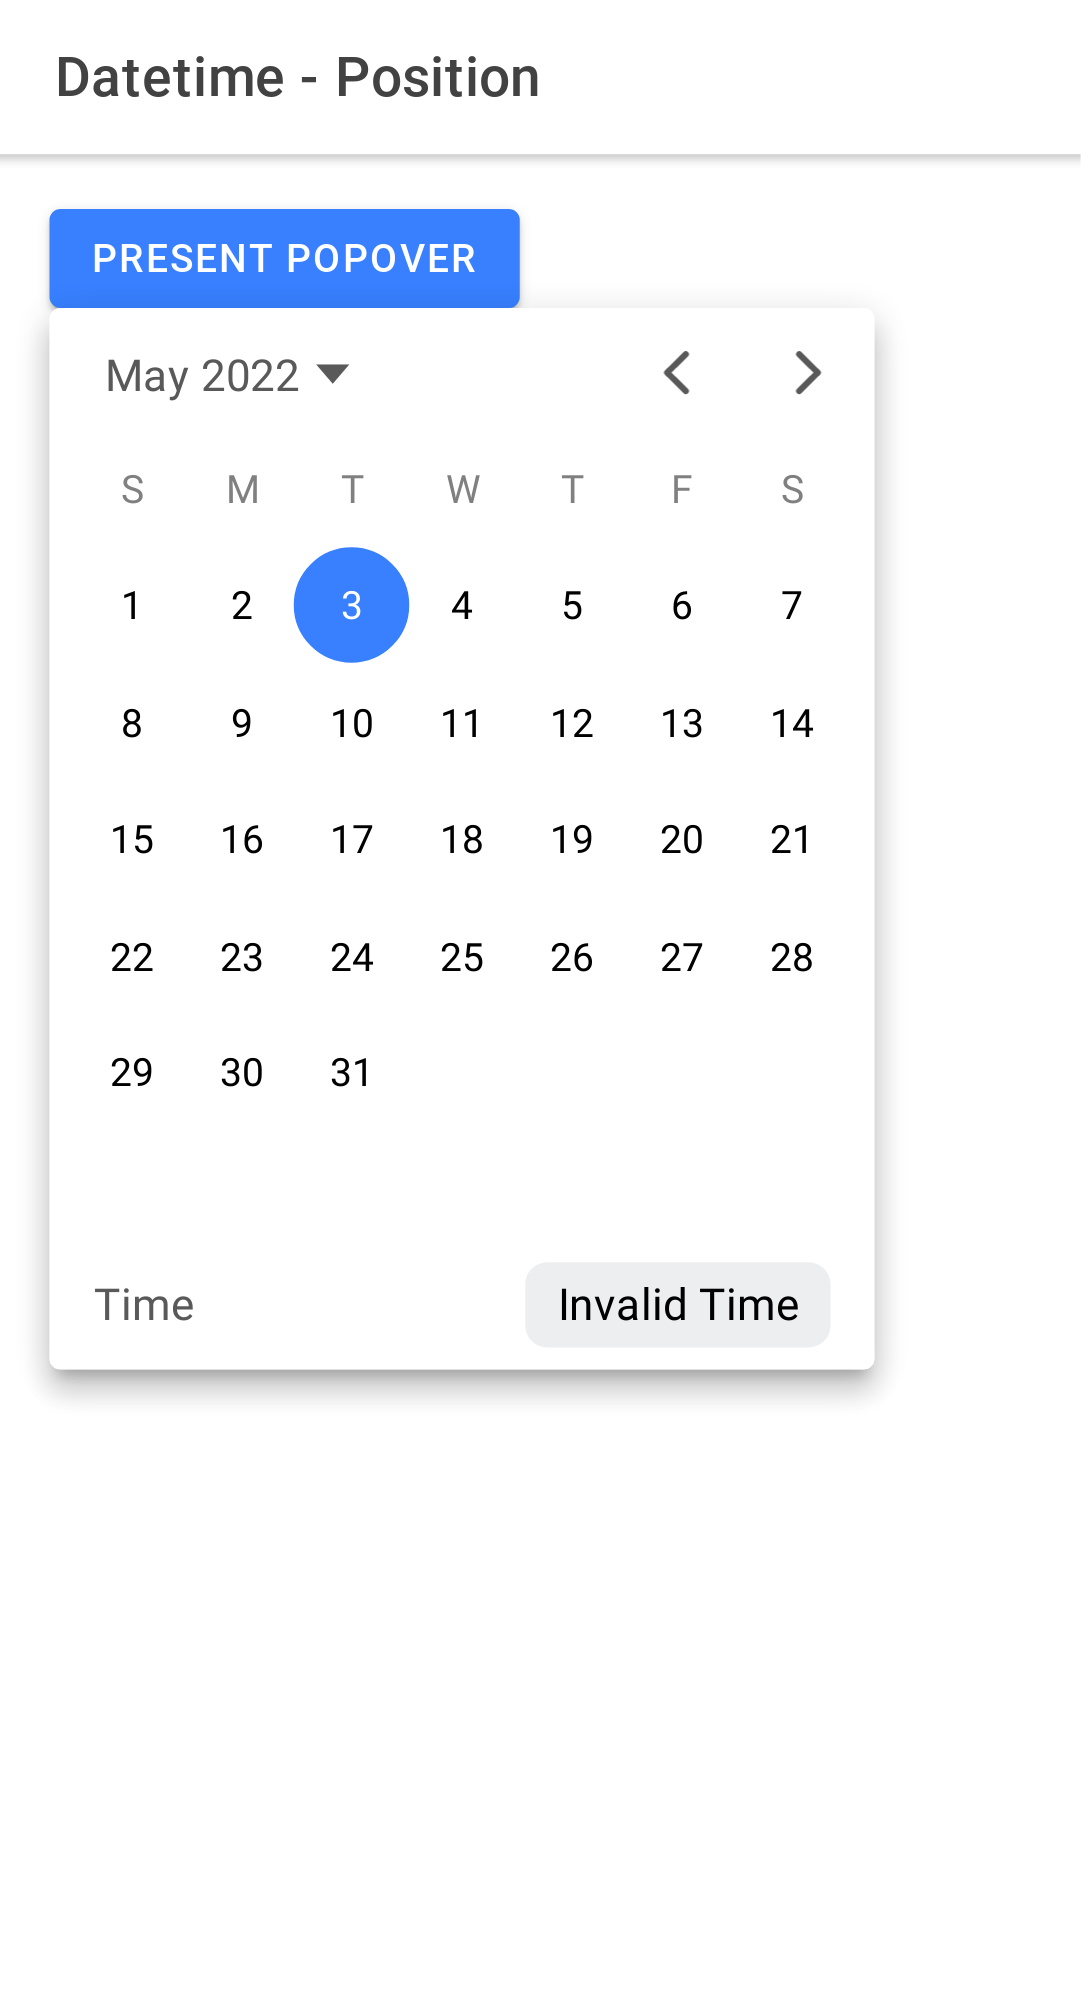 Datetime - Position
PRESENT POPOVER
May 2022
S M T W T F S
1 2 3 4 5 6 7
8 9 10 11 12 13 14
15 16 17 18 19 20 21
22 23 24 25 26 27 28
29 30 31
Time Invalid Time